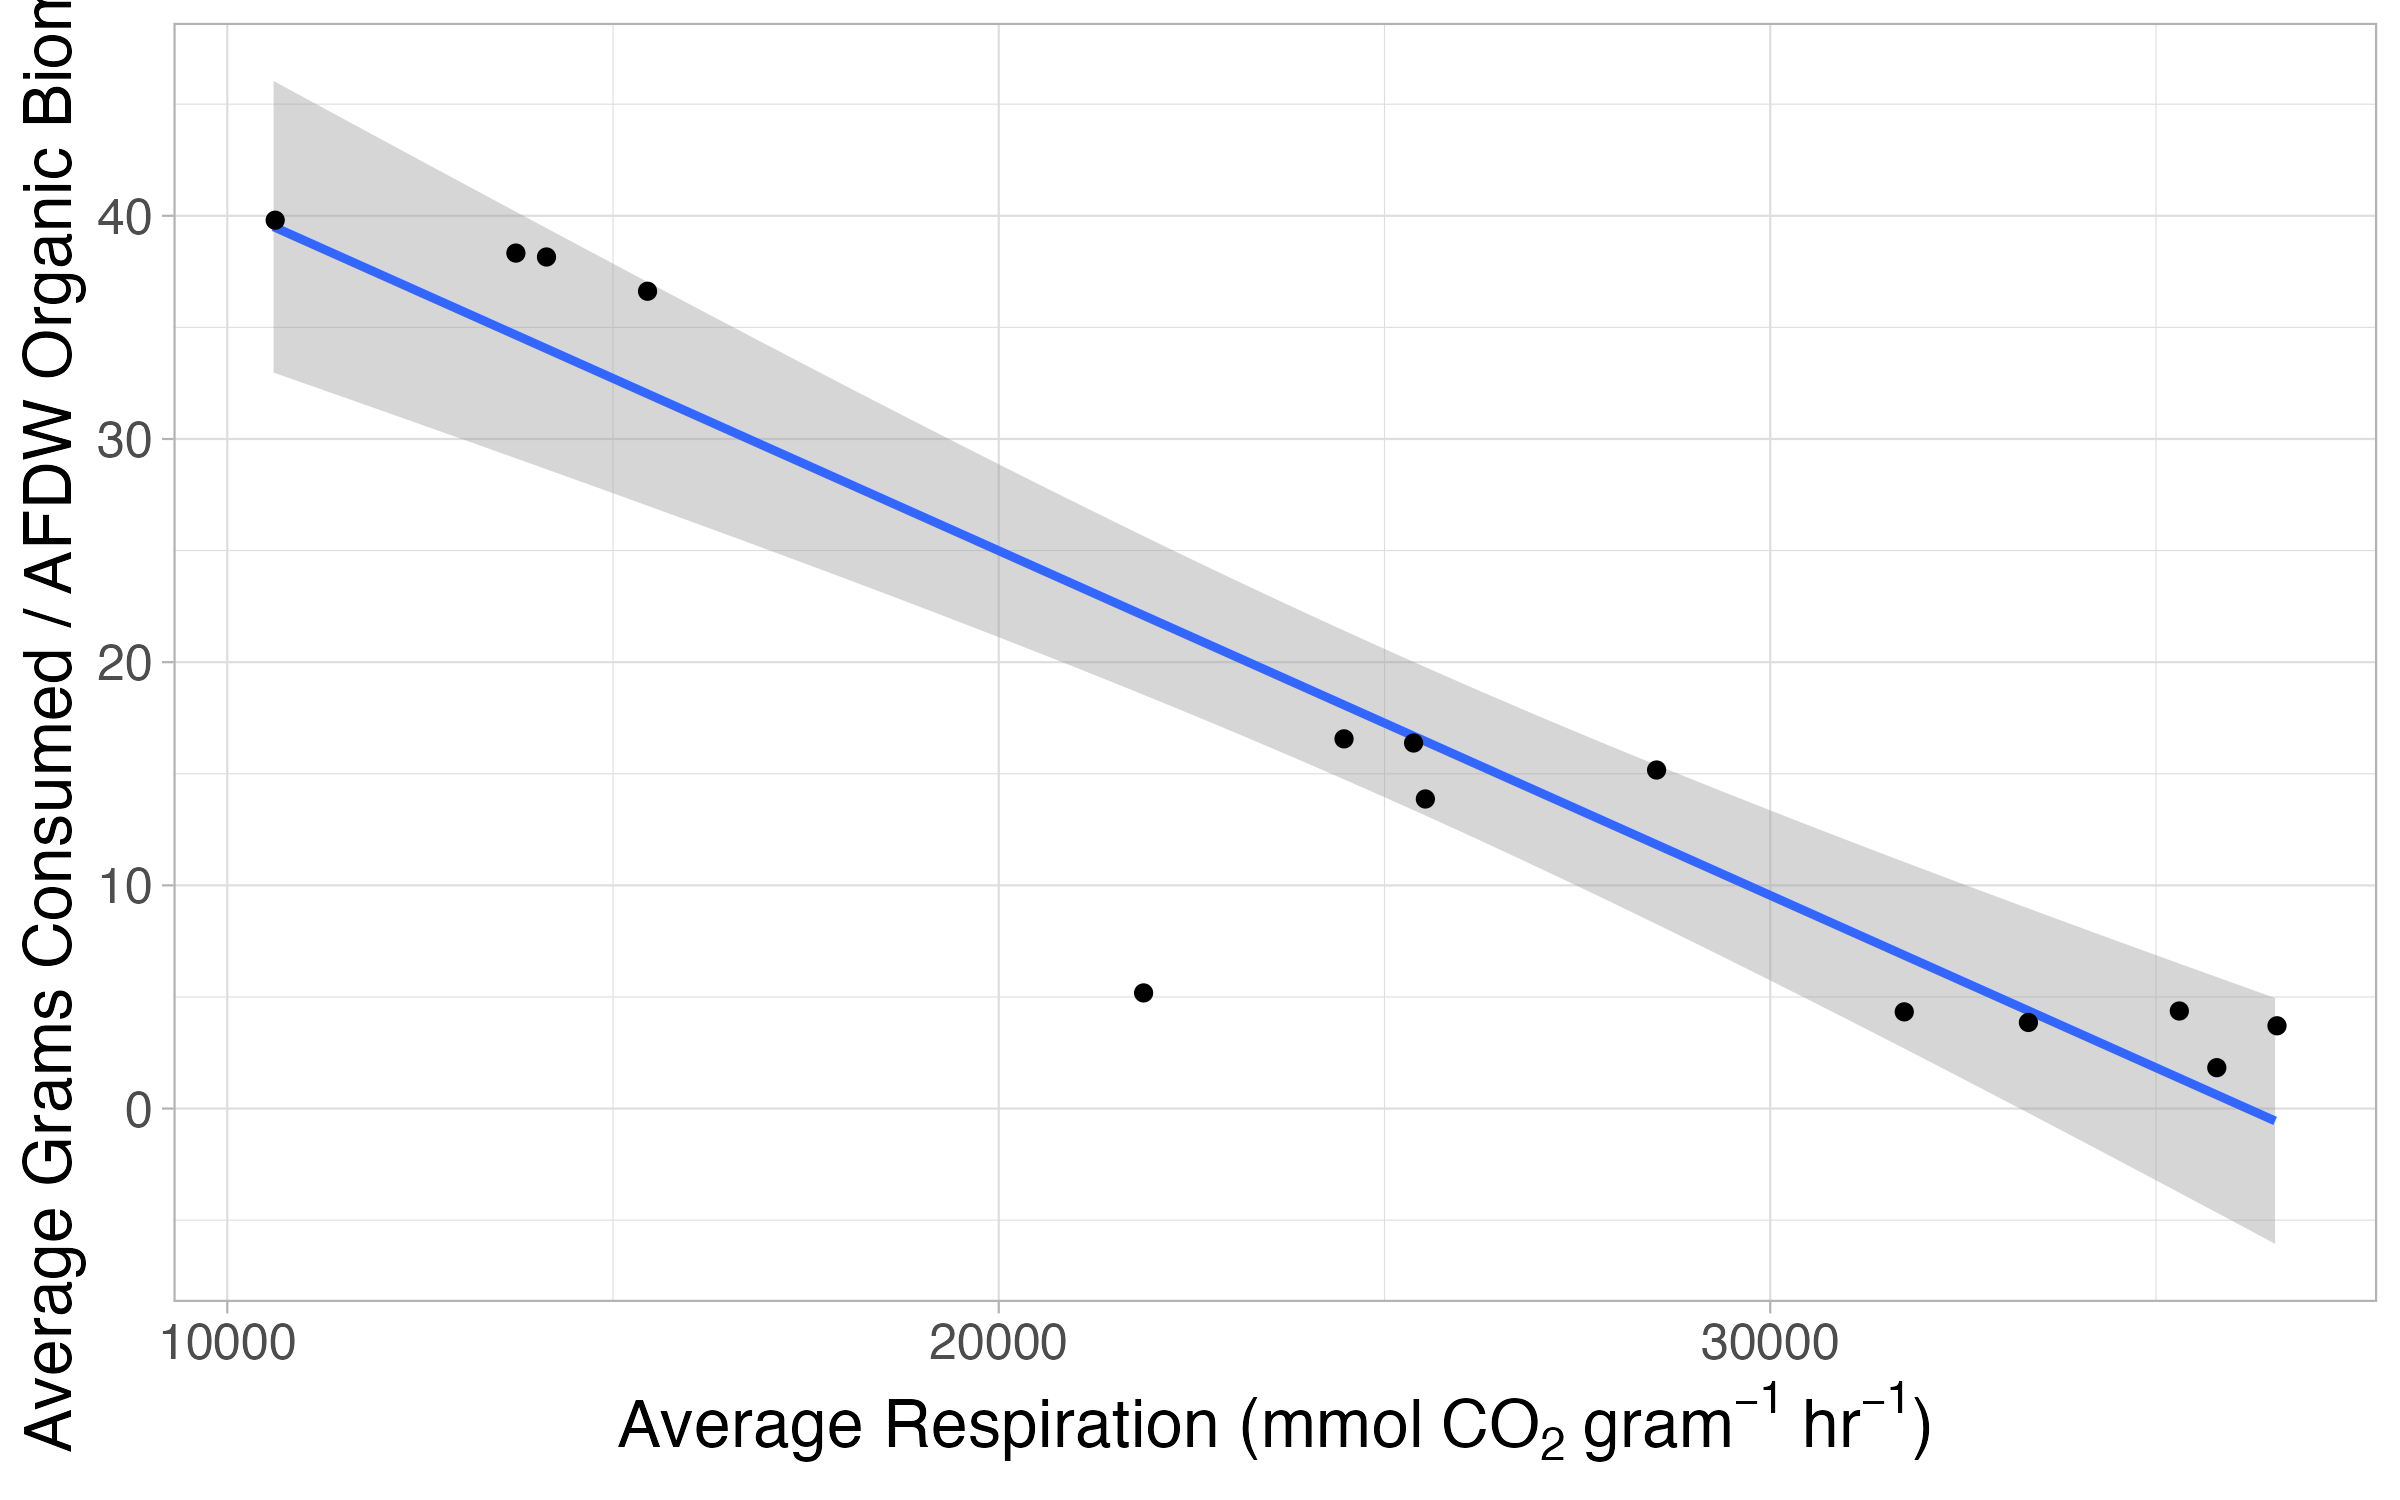 Average Grams Consumed / AFDW Organic
40
30
20
10
0
10000 20000 30000
Average Respiration (mmol CO₂ gram⁻¹ hr⁻¹)